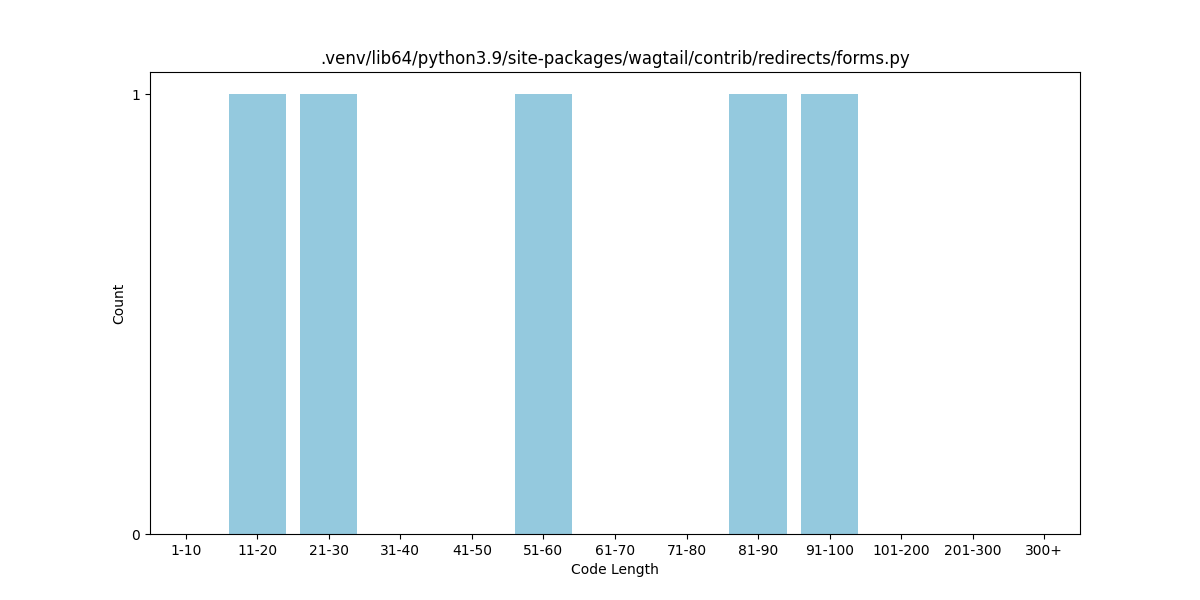 .venv/lib64/python3.9/site-packages/wagtail/contrib/redirects/forms.py
1
Count
0
1-10 11-20 21-30 31-40 41-50 51-60 61-70 71-80 81-90 91-100 101-200 201-300 300+
Code Length